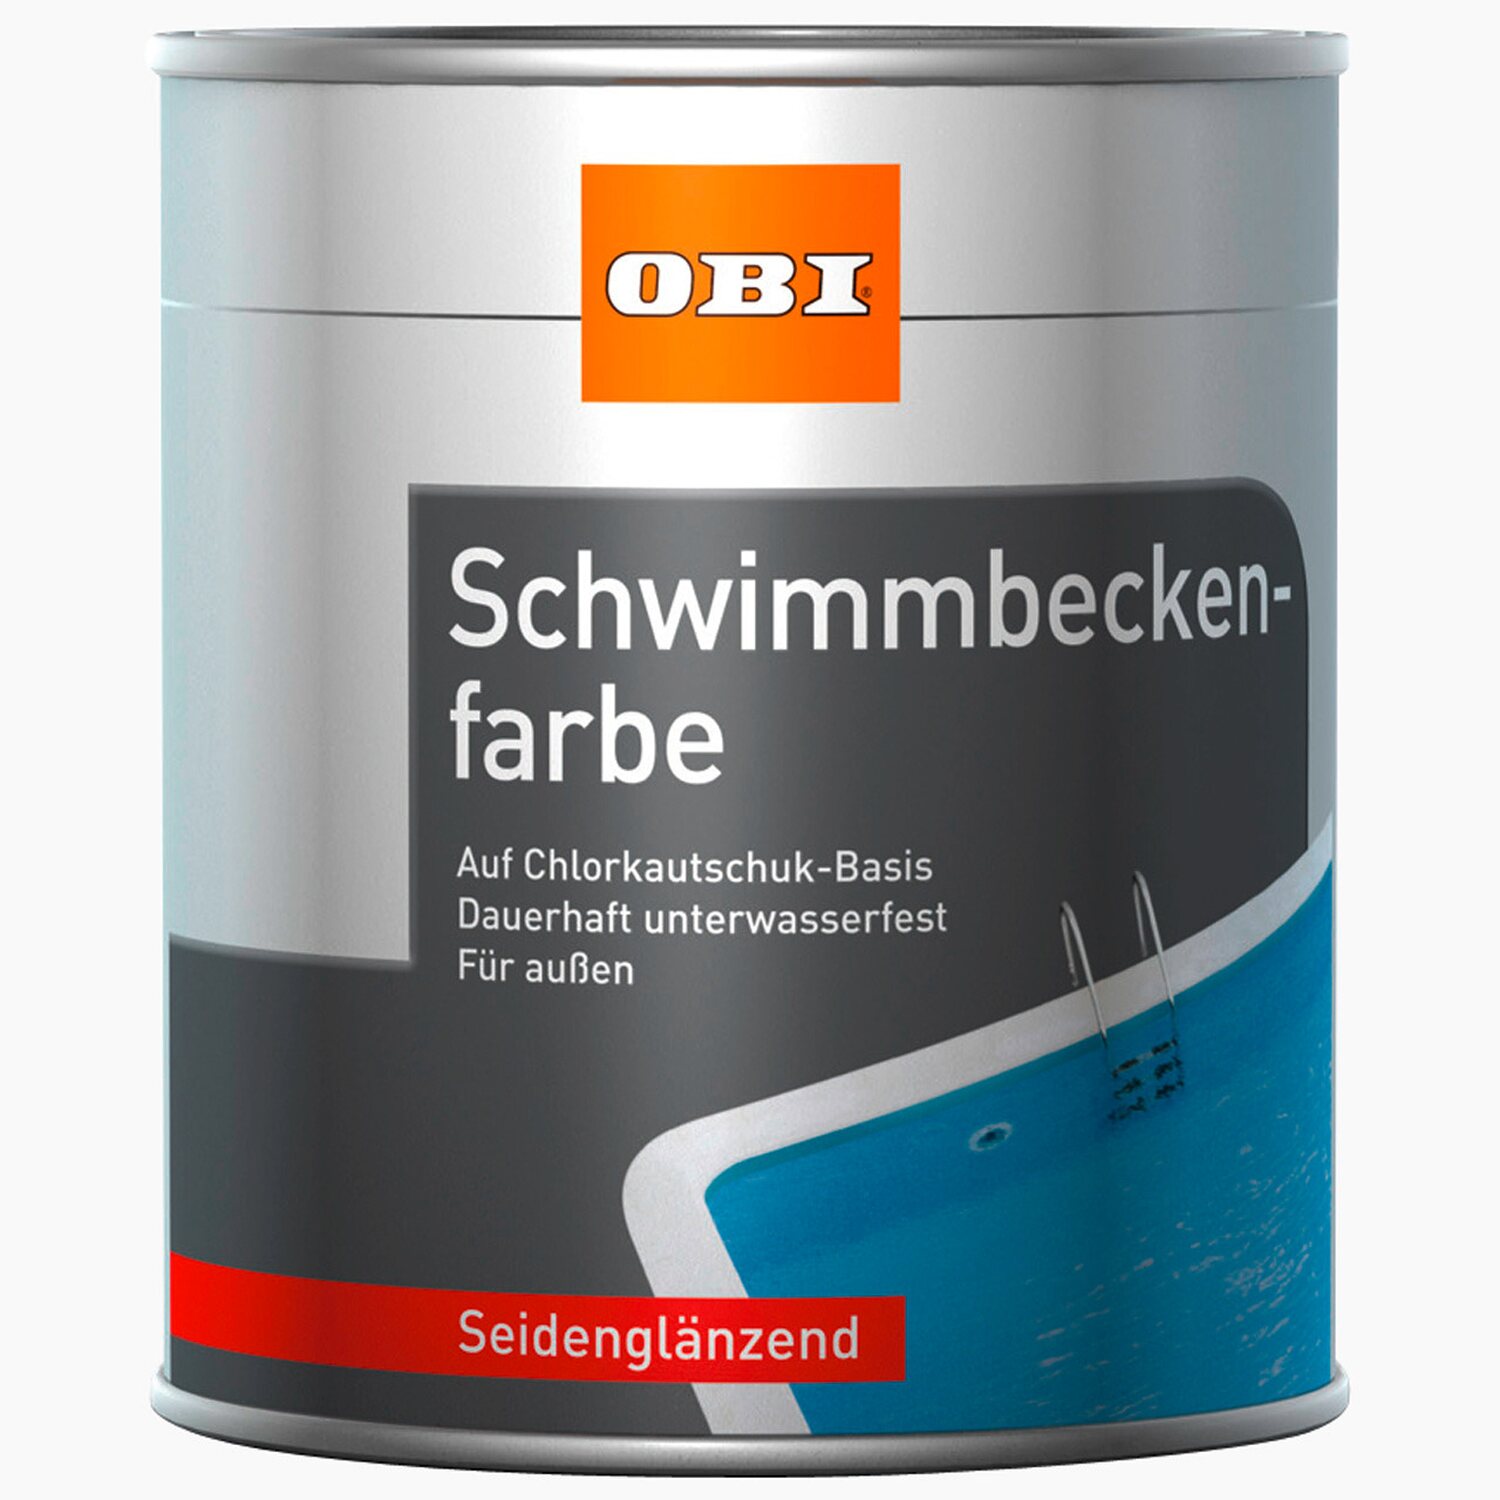 OBI®
Schwimmbecken-
farbe
Auf Chlorkautschuk-Basis
Dauerhaft unterwasserfest
Für außen
Seidenglänzend